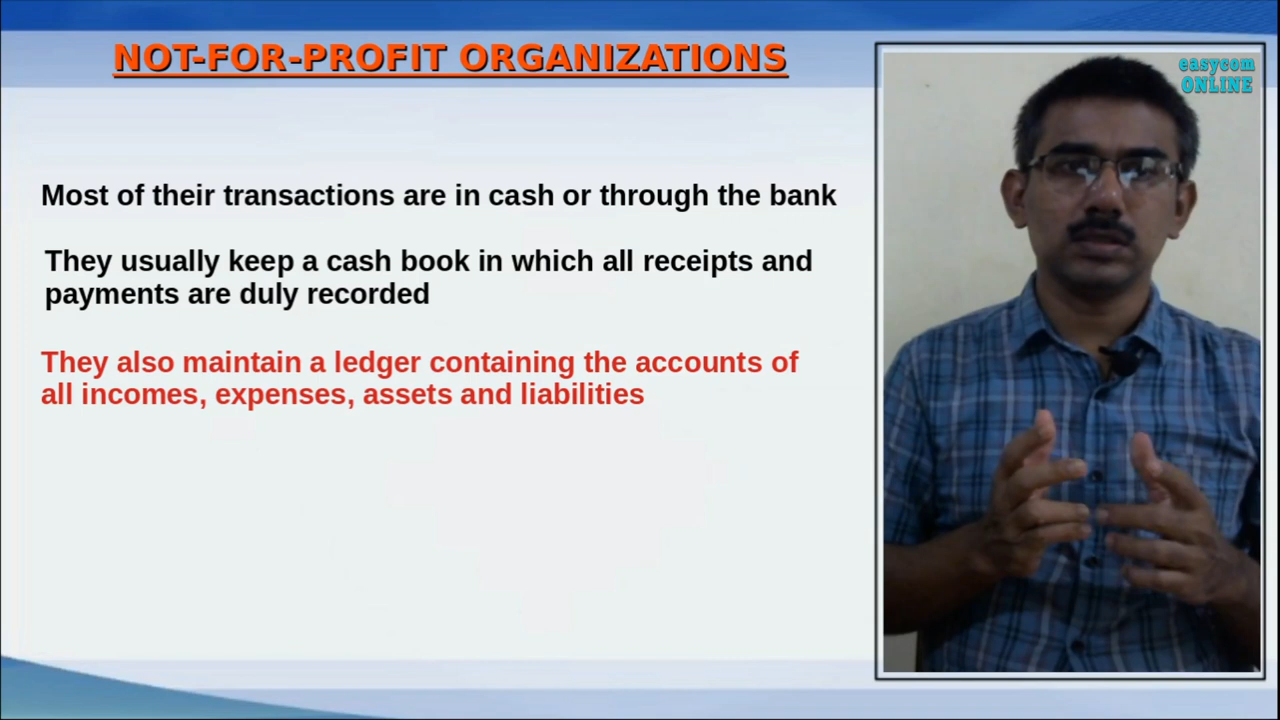 NOT-FOR-PROFIT ORGANIZATIONS
easycom
ONLINE
Most of their transactions are in cash or through the bank
They usually keep a cash book in which all receipts and
payments are duly recorded
They also maintain a ledger containing the accounts of
all incomes, expenses, assets and liabilities